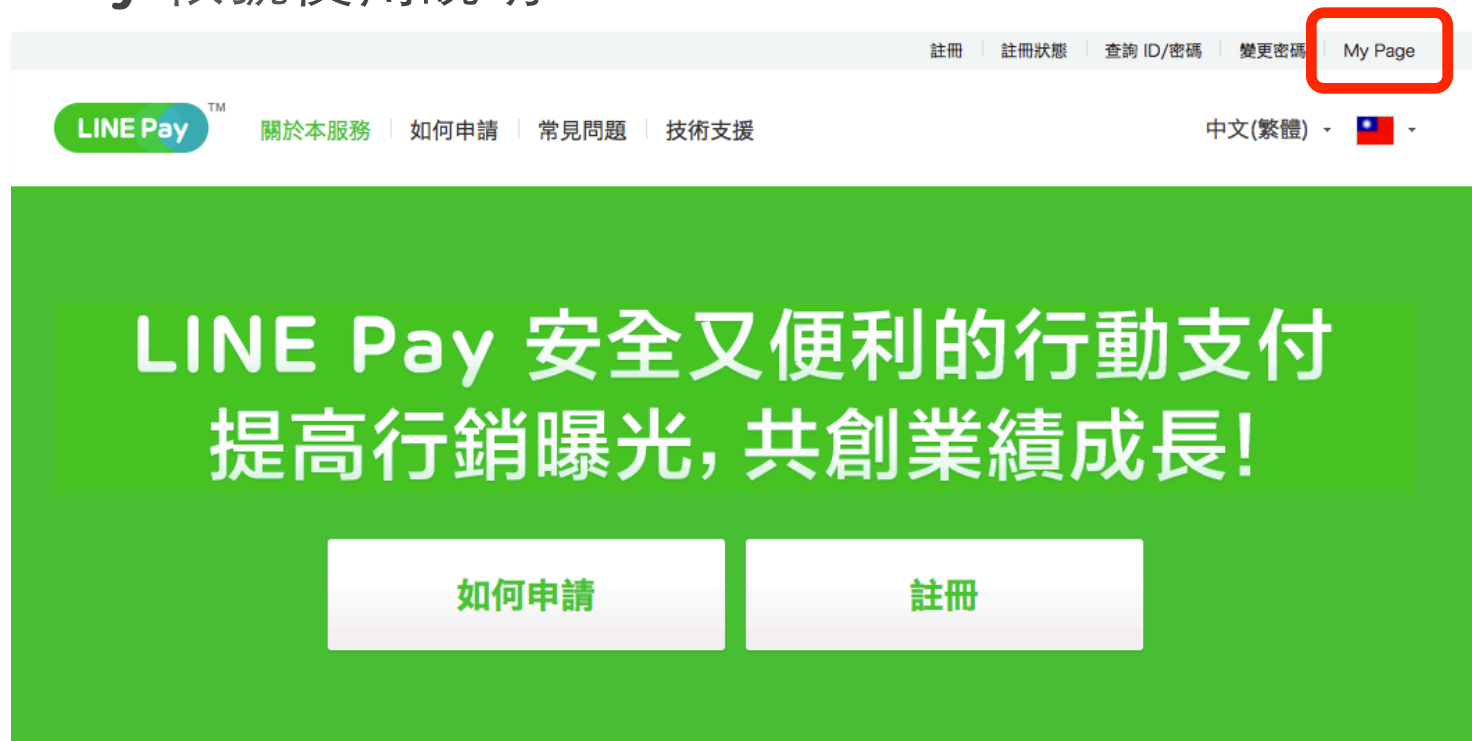 註冊 註冊狀態 查詢 ID/密碼 變更密碼 My Page
LINE Pay TM 關於本服務 如何申請 常見問題 技術支援 中文(繁體)
LINE Pay 安全又便利的行動支付
提高行銷曝光, 共創業績成長!
如何申請 註冊